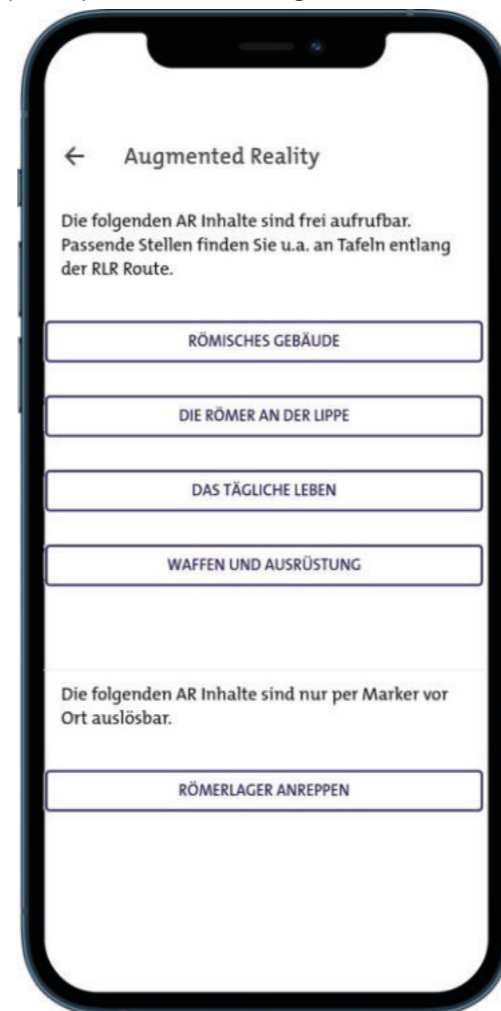 Augmented Reality
Die folgenden AR Inhalte sind frei aufrufbar.
Passende Stellen finden Sie u.a. an Tafeln entlang
der RLR Route.
RÖMISCHES GEBÄUDE
DIE RÖMER AN DER LIPPE
DAS TÄGLICHE LEBEN
WAFFEN UND AUSRÜSTUNG
Die folgenden AR Inhalte sind nur per Marker vor
Ort auslösbar.
RÖMERLAGER ANREPPEN